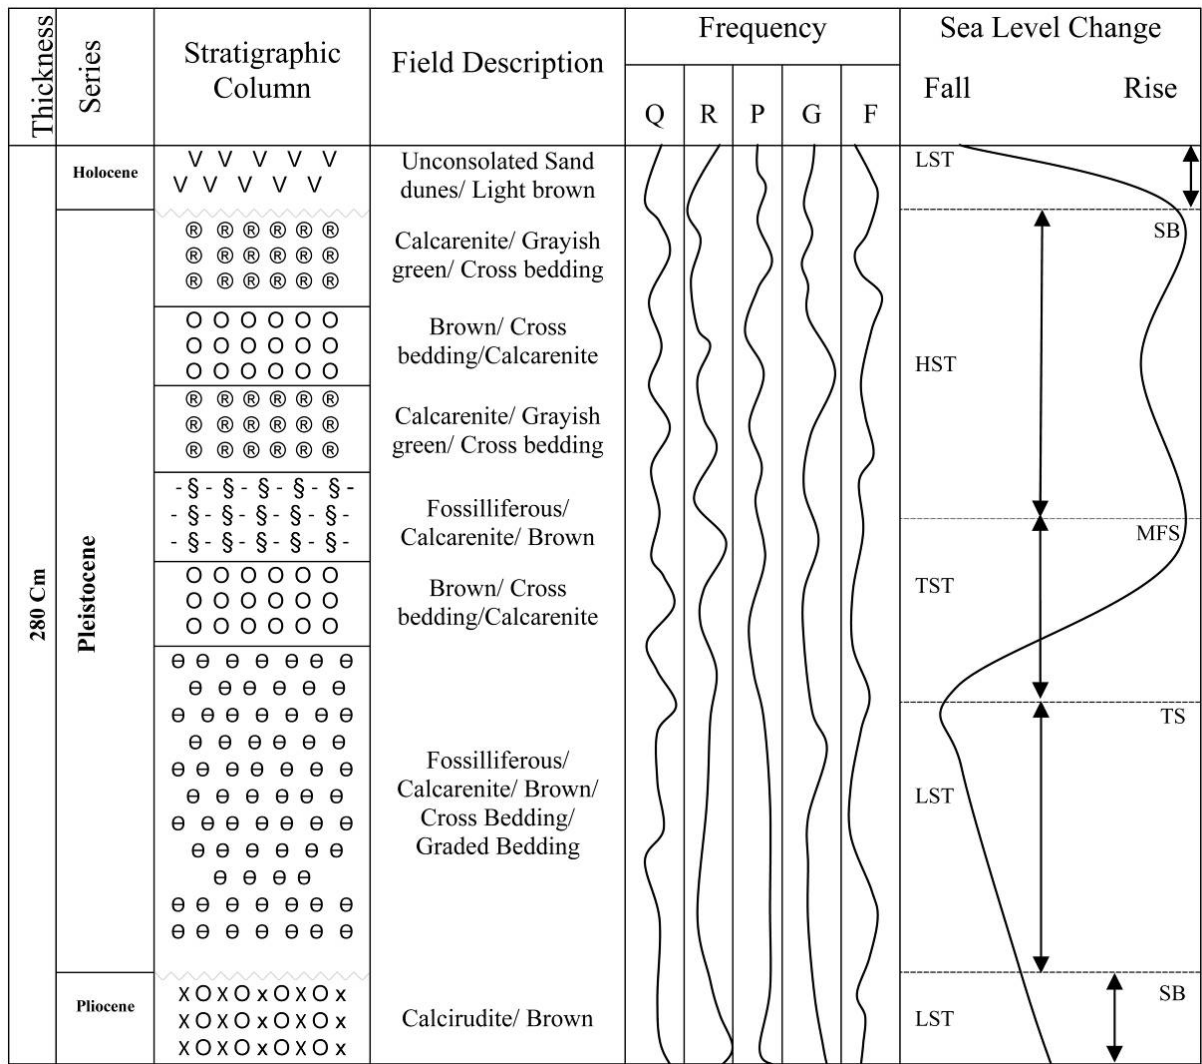 Thickness
Series
Stratigraphic
Column
Field Description
Frequency
Q R P G F
Sea Level Change
Fall Rise
280 Cm
Holocene
V V V V V
V V V V V
Unconsolated Sand
dunes/ Light brown
LST
SB
Pleistocene
® ® ® ® ® ®
® ® ® ® ® ®
® ® ® ® ® ®
Calcarenite/ Grayish
green/ Cross bedding
O O O O O O
O O O O O O
O O O O O O
Brown/ Cross
bedding/Calcarenite
HST
® ® ® ® ® ®
® ® ® ® ® ®
® ® ® ® ® ®
Calcarenite/ Grayish
green/ Cross bedding
- § - § - § - § - § -
- § - § - § - § - § -
- § - § - § - § - § -
Fossilliferous/
Calcarenite/ Brown
MFS
O O O O O O
O O O O O O
O O O O O O
Brown/ Cross
bedding/Calcarenite
TST
TS
ө ө ө ө ө ө ө
ө ө ө ө ө ө
ө ө ө ө ө ө ө
ө ө ө ө ө ө
ө ө ө ө ө ө ө
ө ө ө ө ө ө
ө ө ө ө ө ө ө
ө ө ө ө ө ө
ө ө ө ө
ө ө ө ө ө ө ө
ө ө ө ө ө ө ө
Fossilliferous/
Calcarenite/ Brown/
Cross Bedding/
Graded Bedding
LST
SB
Pliocene
X O X O x O X O x
X O X O x O X O x
X O X O x O X O x
Calcirudite/ Brown
LST